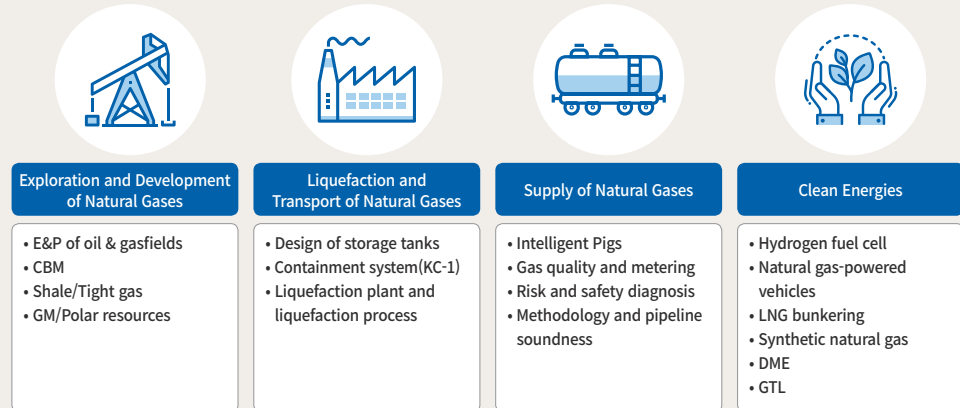 Exploration and Development
of Natural Gases
• E&P of oil & gasfields
• CBM
• Shale/Tight gas
• GM/Polar resources
Liquefaction and
Transport of Natural Gases
• Design of storage tanks
• Containment system(KC-1)
• Liquefaction plant and
liquefaction process
Supply of Natural Gases
• Intelligent Pigs
• Gas quality and metering
• Risk and safety diagnosis
• Methodology and pipeline
soundness
Clean Energies
• Hydrogen fuel cell
• Natural gas-powered
vehicles
• LNG bunkering
• Synthetic natural gas
• DME
• GTL